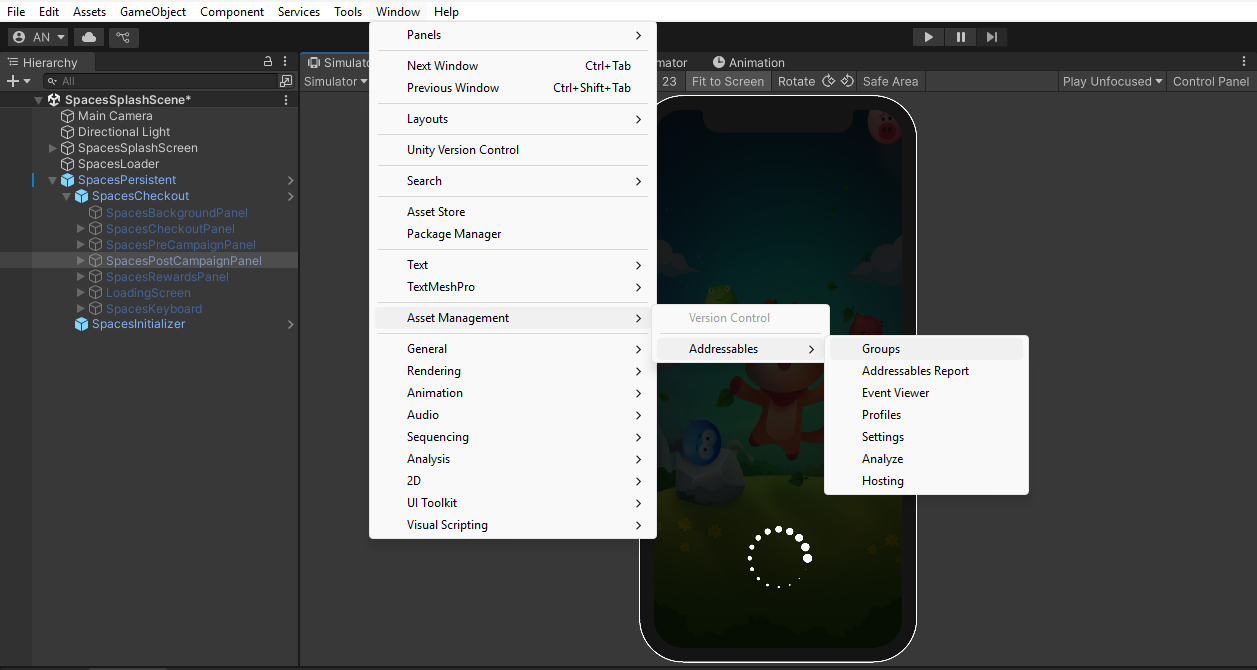 File Edit Assets GameObject Component Services Tools Window Help
AN
Hierarchy
All
SpacesSplashScene*
Main Camera
Directional Light
SpacesSplashScreen
SpacesLoader
SpacesPersistent
SpacesCheckout
SpacesBackgroundPanel
SpacesCheckoutPanel
SpacesPreCampaignPanel
SpacesPostCampaignPanel
SpacesRewardsPanel
LoadingScreen
SpacesKeyboard
SpacesInitializer
Panels
Next Window Ctrl+Tab
Previous Window Ctrl+Shift+Tab
Layouts
Unity Version Control
Search
Asset Store
Package Manager
Text
TextMeshPro
Asset Management
General
Rendering
Animation
Audio
Sequencing
Analysis
2D
UI Toolkit
Visual Scripting
Version Control
Addressables
Groups
Addressables Report
Event Viewer
Profiles
Settings
Analyze
Hosting
Simulato mator Animation
Simulator 23 Fit to Screen Rotate Safe Area Play Unfocused Control Panel